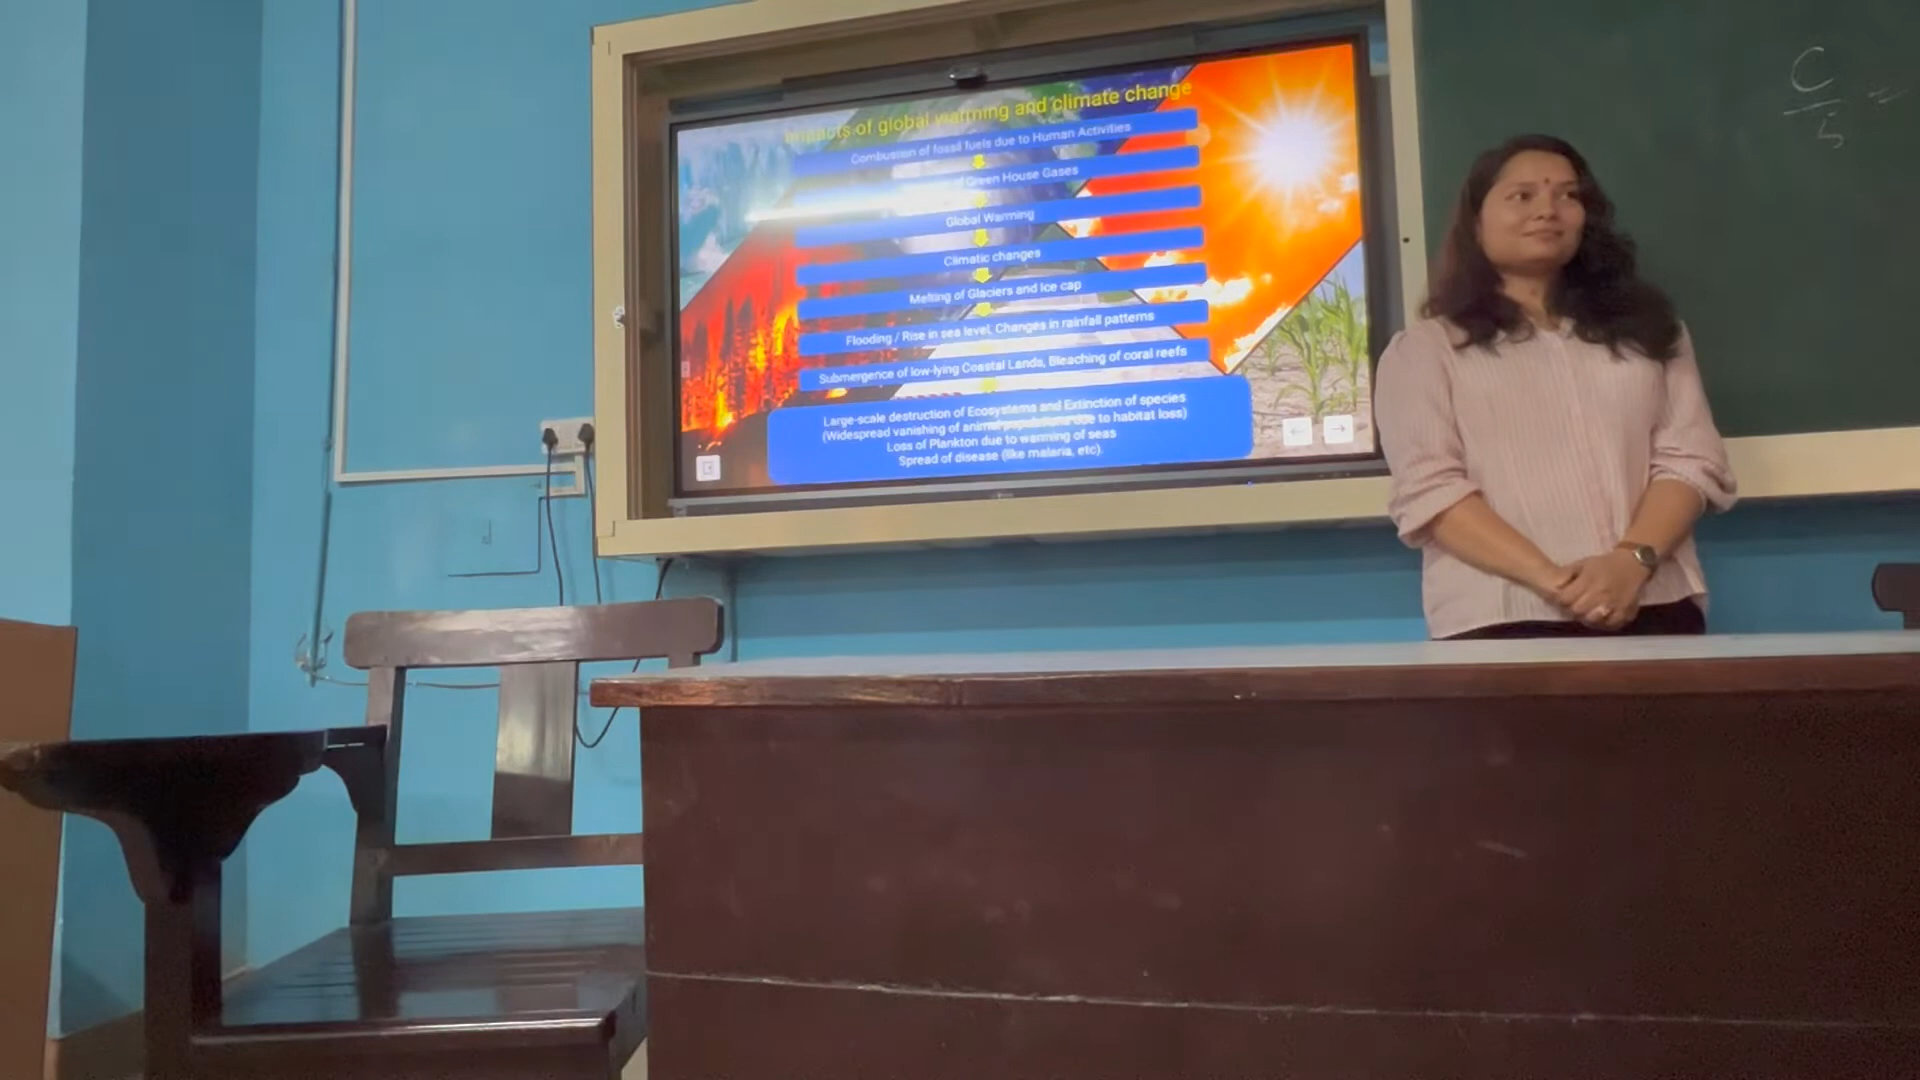 Impacts of global warming and climate change
Combustion of fossil fuels due to Human Activities
of Green House Gases
Global Warming
Climatic changes
Melting of Glaciers and Ice cap
Flooding / Rise in sea level, Changes in rainfall patterns
Submergence of low-lying Coastal Lands, Bleaching of coral reefs
Large-scale destruction of Ecosystems and Extinction of species
(Widespread vanishing of animal populations due to habitat loss)
Loss of Plankton due to warming of seas
Spread of disease (like malaria, etc).
C
5